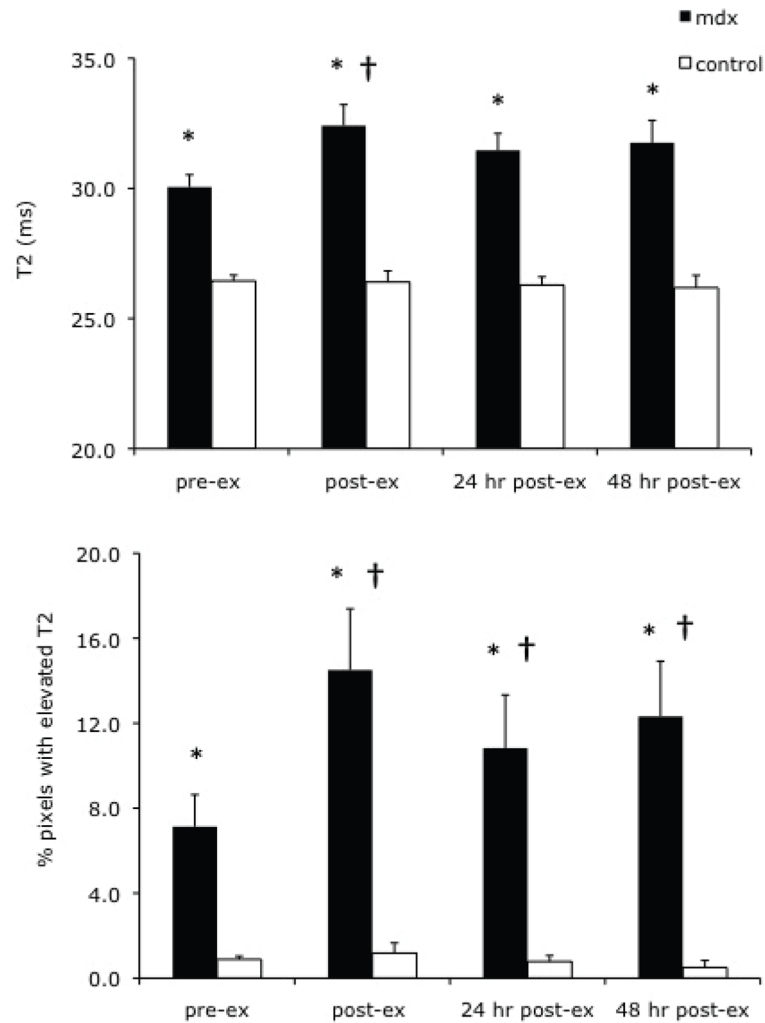 mdx
control
35.0
30.0
25.0
20.0
T2 (ms)
* * † * *
pre-ex post-ex 24 hr post-ex 48 hr post-ex
20.0
16.0
12.0
8.0
4.0
0.0
% pixels with elevated T2
* * † * † * †
pre-ex post-ex 24 hr post-ex 48 hr post-ex